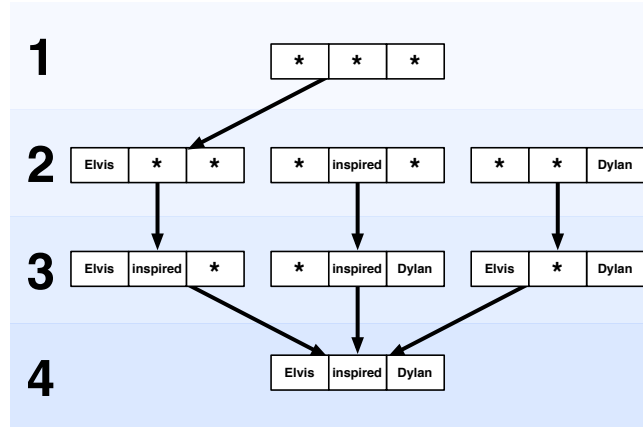 1 * * *
2 Elvis * * * inspired * * * Dylan
3 Elvis inspired * * inspired Dylan Elvis * Dylan
4 Elvis inspired Dylan